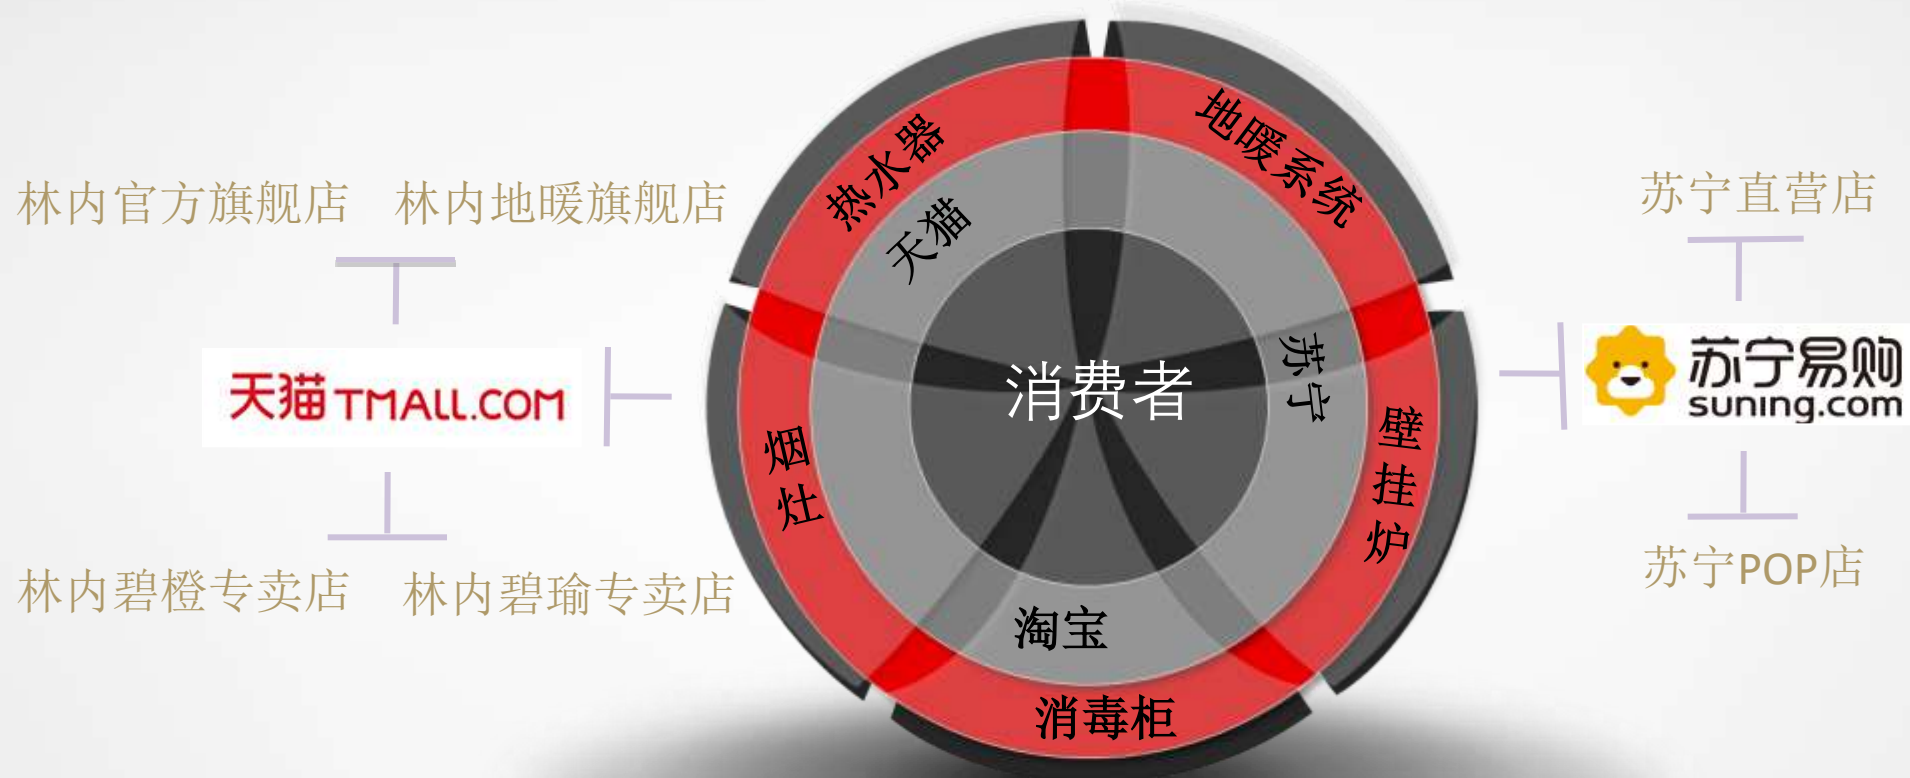 林内官方旗舰店
林内地暖旗舰店
天猫TMALL.COM
林内碧橙专卖店
林内碧瑜专卖店
热水器
地暖系统
天猫
消费者
苏宁
壁挂炉
烟灶
淘宝
消毒柜
苏宁直营店
苏宁易购
suning.com
苏宁POP店